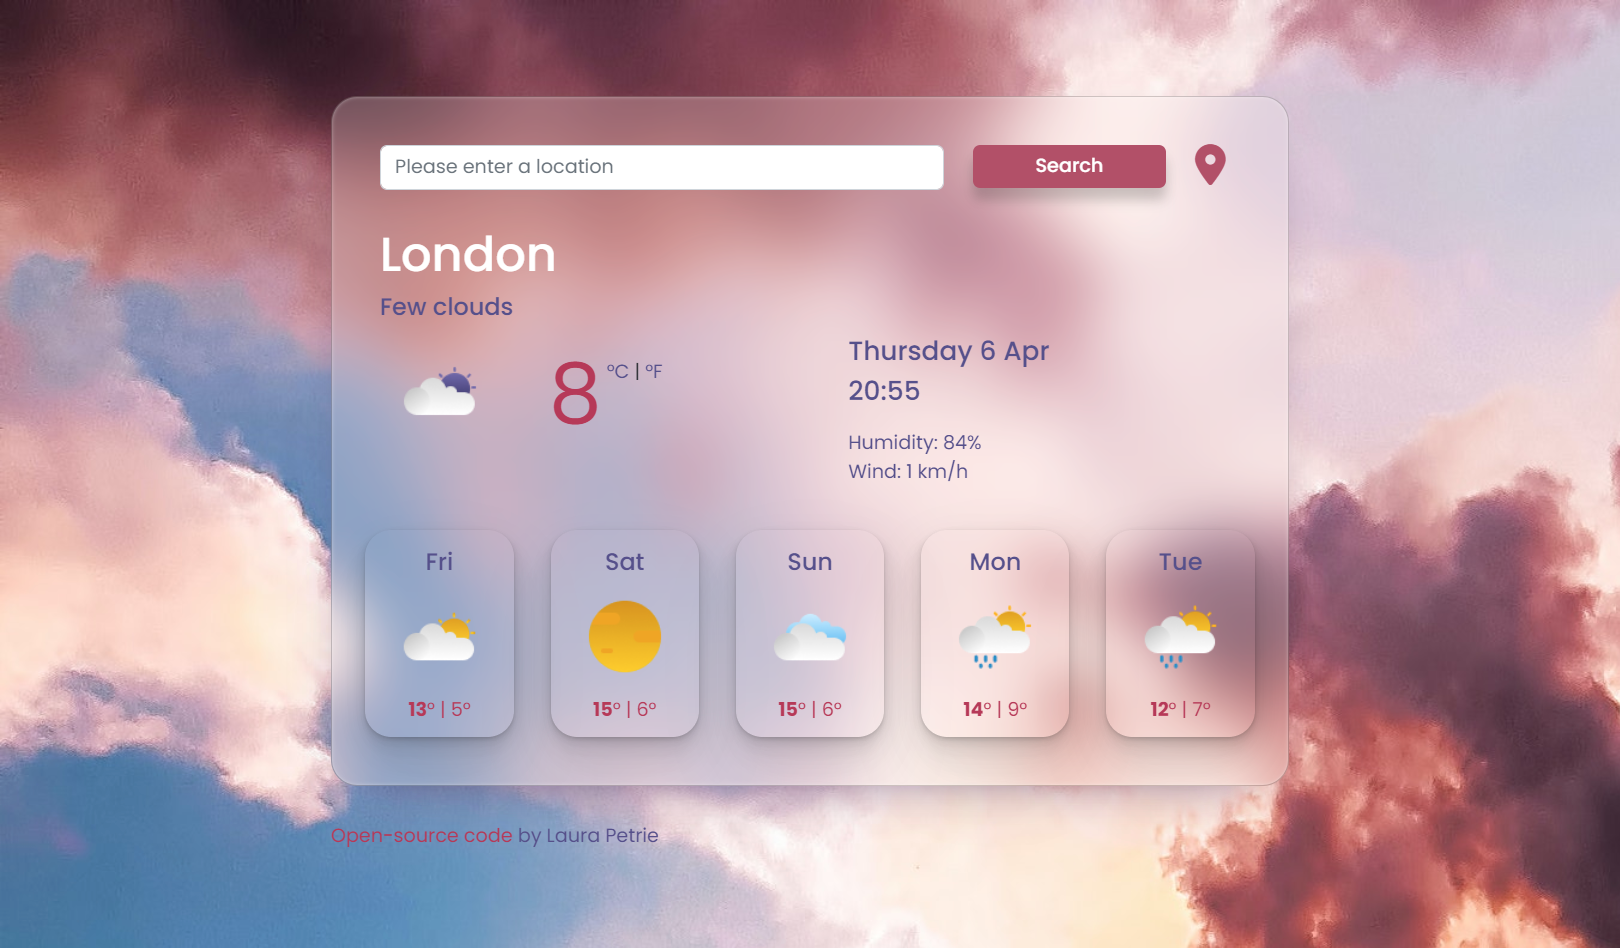 Please enter a location
Search
London
Few clouds
8 °C | °F
Thursday 6 Apr
20:55
Humidity: 84%
Wind: 1 km/h
Fri
13° | 5°
Sat
15° | 6°
Sun
15° | 6°
Mon
14° | 9°
Tue
12° | 7°
Open-source code by Laura Petrie